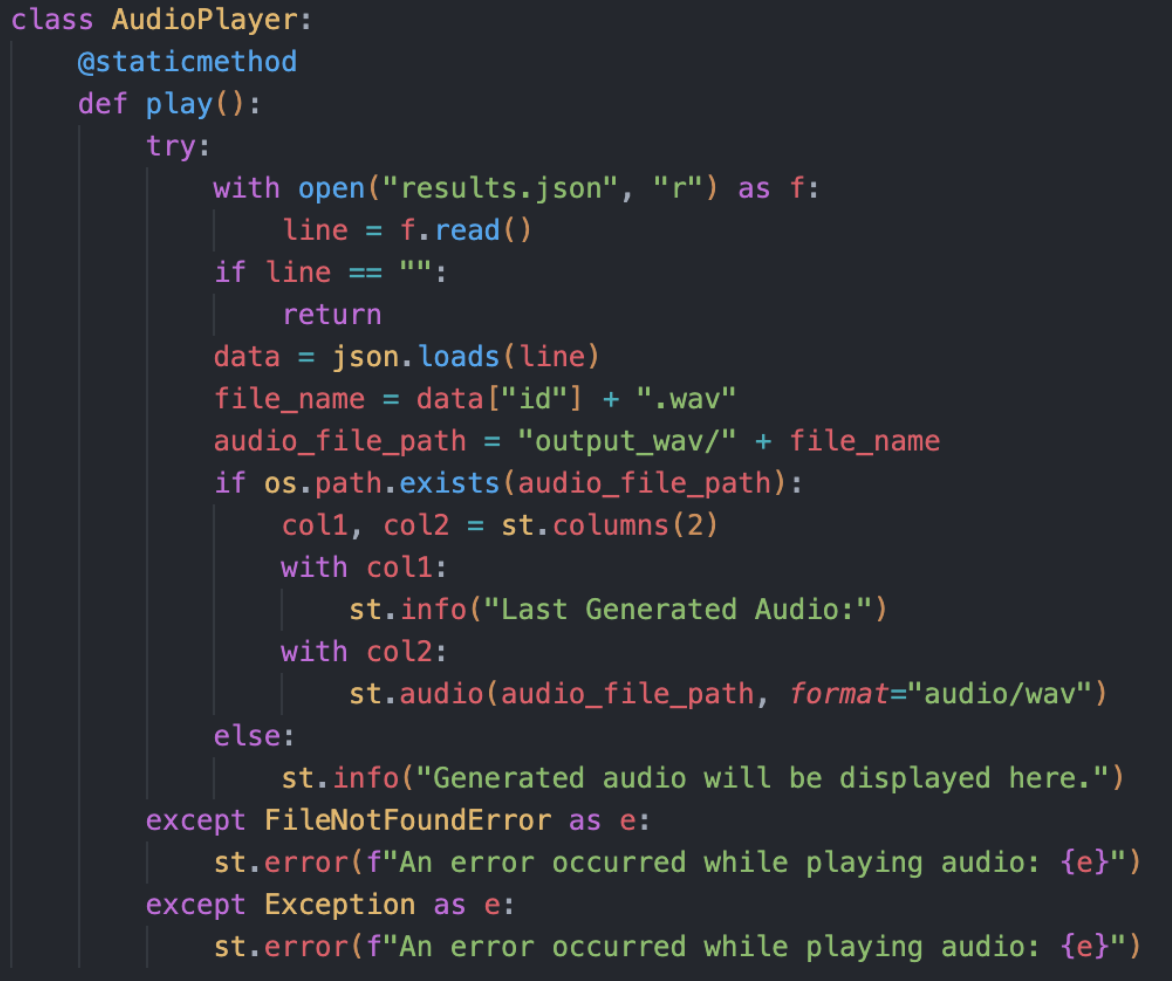 class AudioPlayer:
    @staticmethod
    def play():
        try:
            with open("results.json", "r") as f:
                line = f.read()
            if line == "":
                return
            data = json.loads(line)
            file_name = data["id"] + ".wav"
            audio_file_path = "output_wav/" + file_name
            if os.path.exists(audio_file_path):
                col1, col2 = st.columns(2)
                with col1:
                    st.info("Last Generated Audio:")
                with col2:
                    st.audio(audio_file_path, format="audio/wav")
            else:
                st.info("Generated audio will be displayed here.")
        except FileNotFoundError as e:
            st.error(f"An error occurred while playing audio: {e}")
        except Exception as e:
            st.error(f"An error occurred while playing audio: {e}")